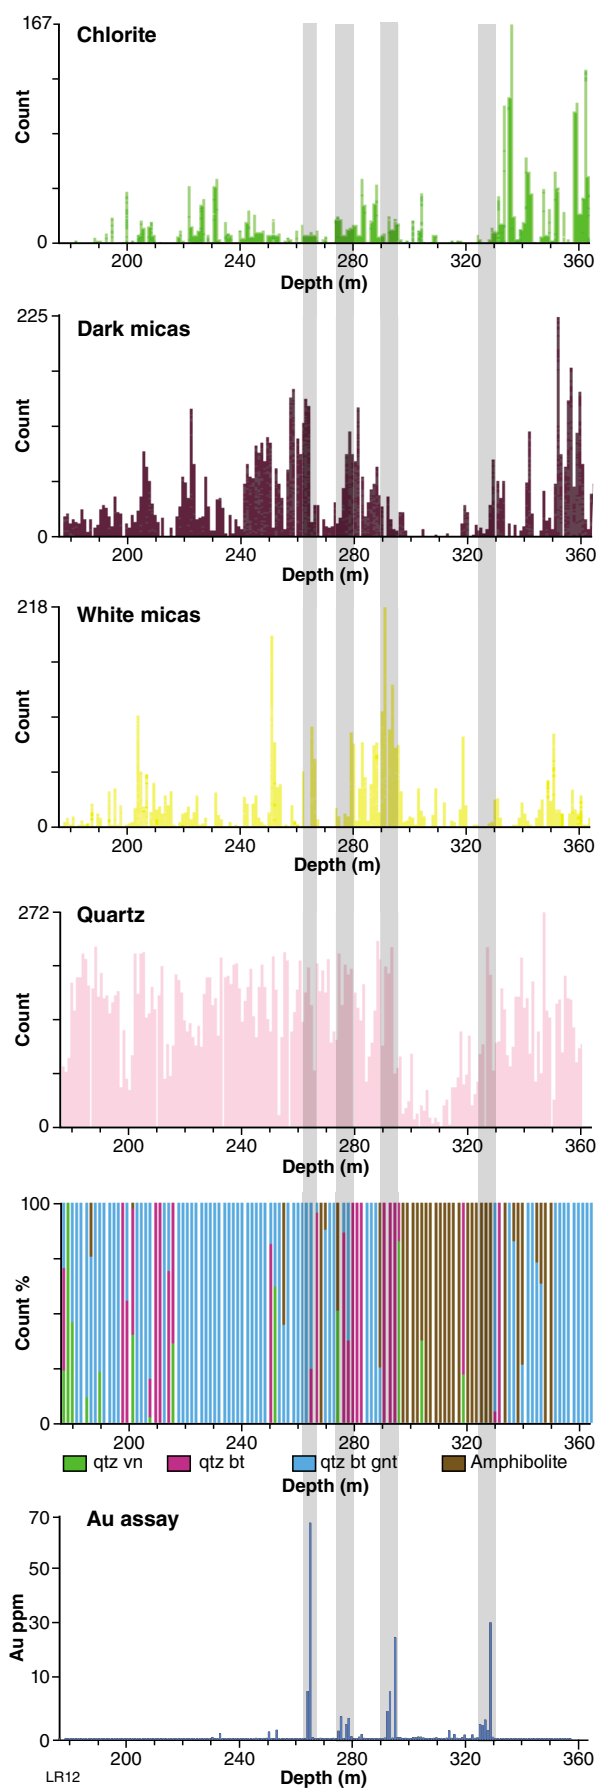 167
Chlorite
Count
0
200 240 280 320 360
Depth (m)
225
Dark micas
Count
0
200 240 280 320 360
Depth (m)
218
White micas
Count
0
200 240 280 320 360
Depth (m)
272
Quartz
Count
0
200 240 280 320 360
Depth (m)
100
Count %
0
200 240 280 320 360
qtz vn qtz bt qtz bt gnt Amphibolite
Depth (m)
70
Au assay
50
30
Au ppm
10
0
200 240 280 320 360
LR12
Depth (m)